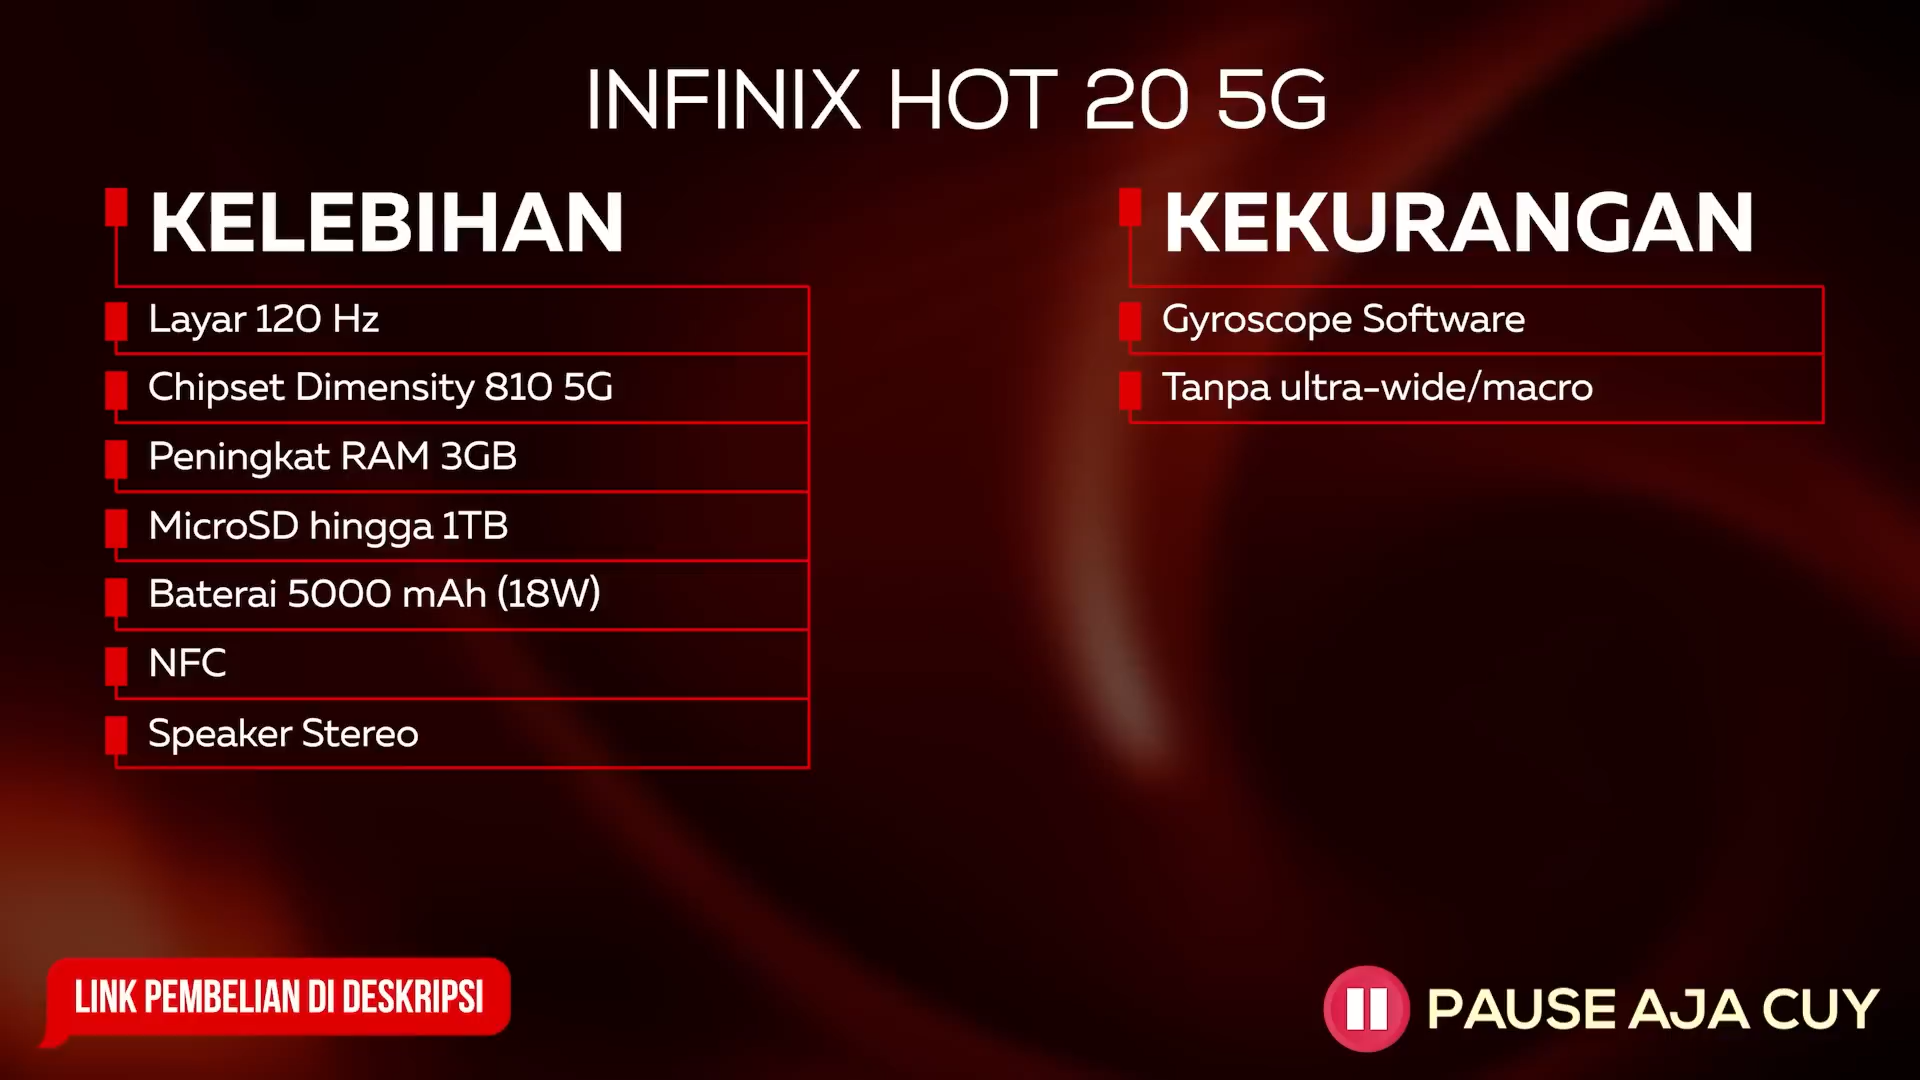 INFINIX HOT 20 5G
KELEBIHAN
Layar 120 Hz
Chipset Dimensity 810 5G
Peningkat RAM 3GB
MicroSD hingga 1TB
Baterai 5000 mAh (18W)
NFC
Speaker Stereo
KEKURANGAN
Gyroscope Software
Tanpa ultra-wide/macro
LINK PEMBELIAN DI DESKRIPSI
PAUSE AJA CUY